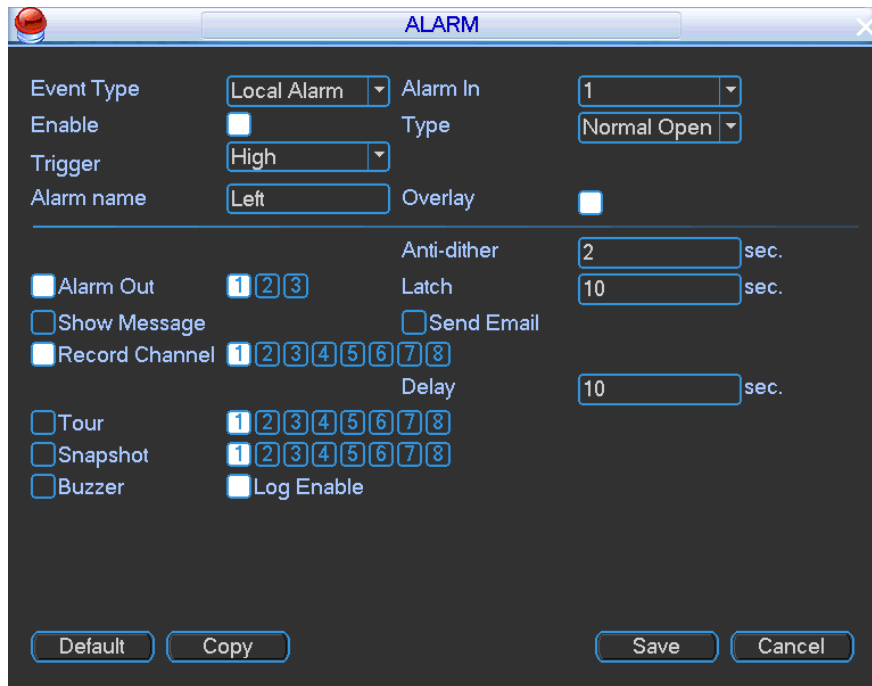 ALARM
Event Type Local Alarm Alarm In 1
Enable Type Normal Open
Trigger High
Alarm name Left Overlay
Anti-dither 2 sec.
Alarm Out 1 2 3 Latch 10 sec.
Show Message Send Email
Record Channel 1 2 3 4 5 6 7 8
Delay 10 sec.
Tour 1 2 3 4 5 6 7 8
Snapshot 1 2 3 4 5 6 7 8
Buzzer Log Enable
Default Copy Save Cancel